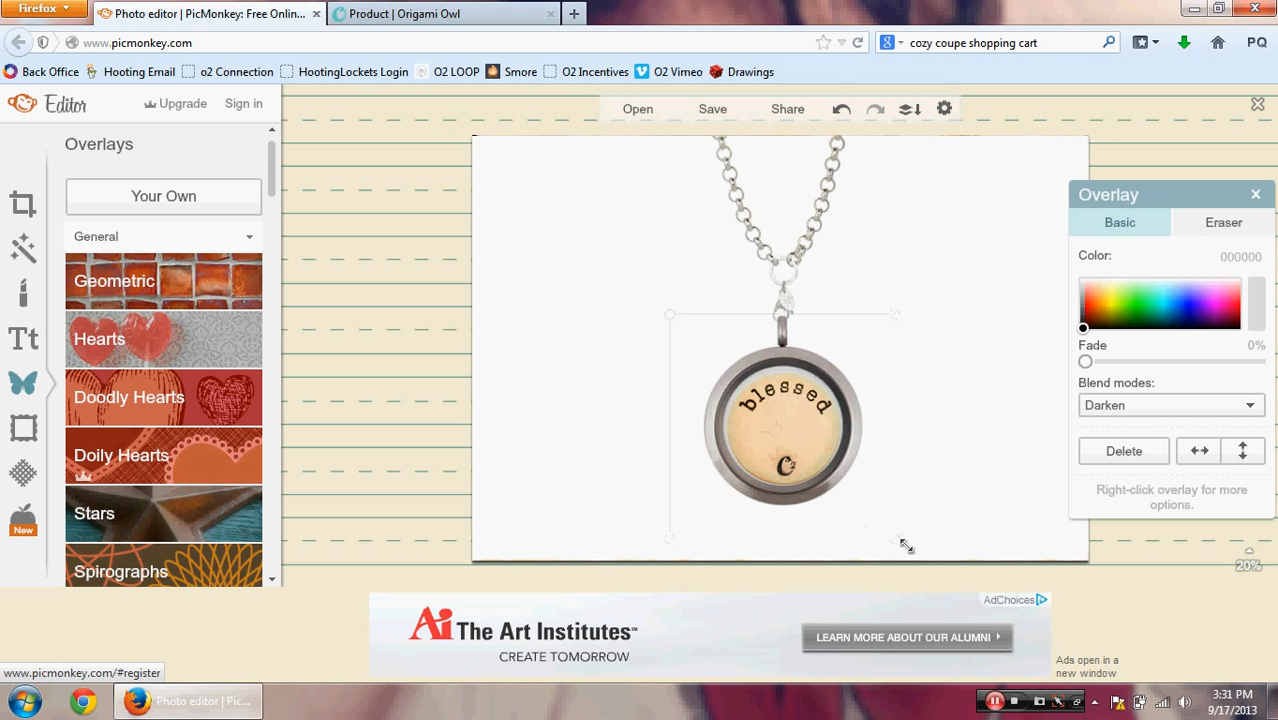 Firefox
Photo editor | PicMonkey: Free Onlin...
Product | Origami Owl
www.picmonkey.com
cozy coupe shopping cart
PQ
Back Office
Hooting Email
o2 Connection
HootingLockets Login
O2 LOOP
Smore
O2 Incentives
O2 Vimeo
Drawings
Editor
Upgrade
Sign in
Open
Save
Share
Overlays
Your Own
General
Geometric
Hearts
Doodly Hearts
Doily Hearts
Stars
Spirographs
New
blessed
Overlay
Basic
Eraser
Color:
000000
Fade
0%
Blend modes:
Darken
Delete
Right-click overlay for more
options.
20%
AdChoices
Ai The Art Institutes℠
CREATE TOMORROW
LEARN MORE ABOUT OUR ALUMNI
Ads open in a
new window
www.picmonkey.com/#register
Photo editor | Pic...
3:31 PM
9/17/2013